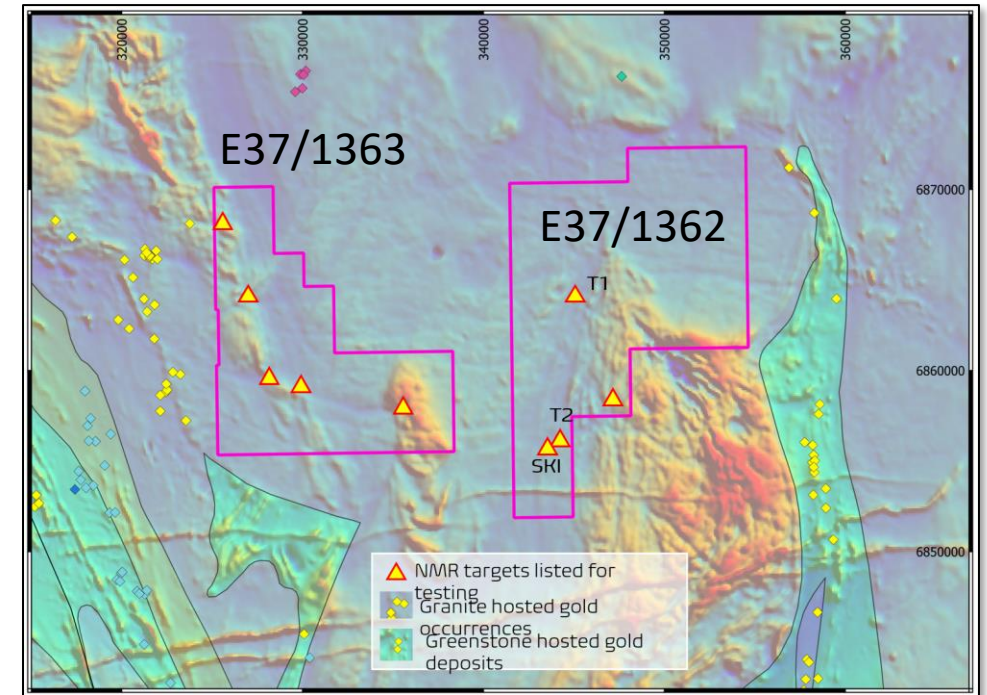 320000
330000
340000
350000
360000
E37/1363
E37/1362
6870000
T1
6860000
T2
SKI
6850000
NMR targets listed for
testing
Granite hosted gold
occurrences
Greenstone hosted gold
deposits